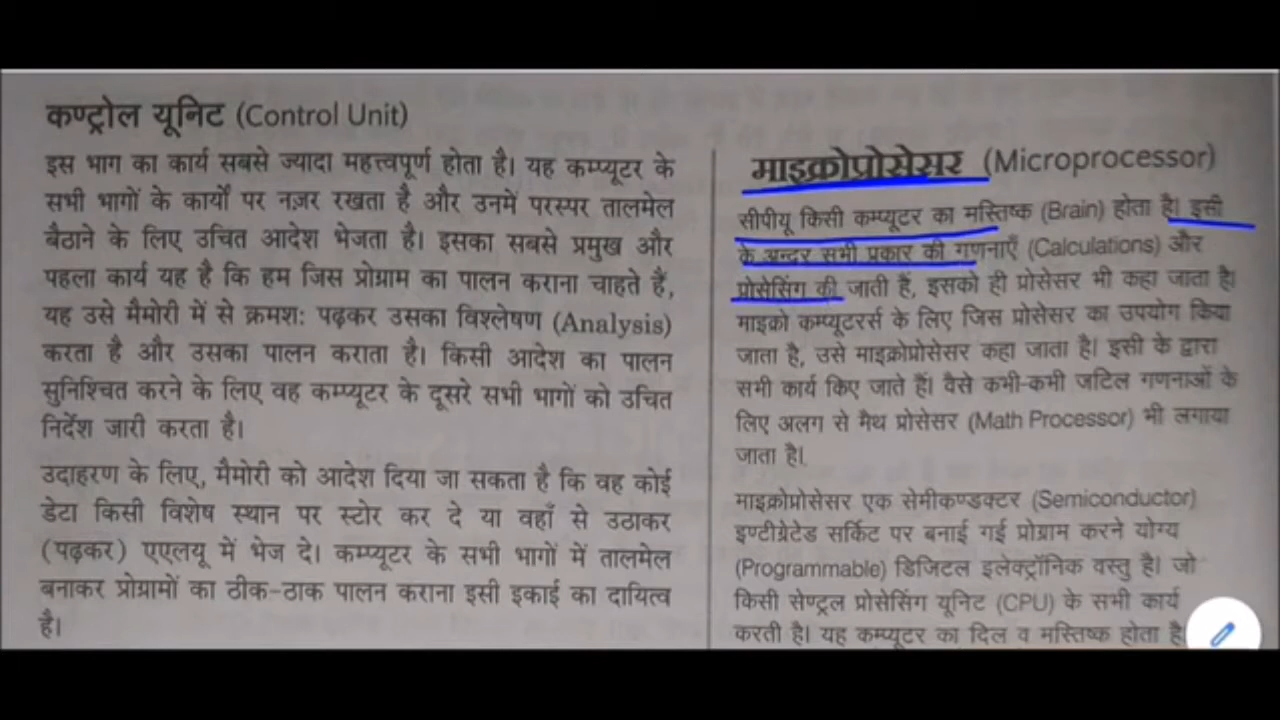 कण्ट्रोल यूनिट (Control Unit)
इस भाग का कार्य सबसे ज्यादा महत्त्वपूर्ण होता है। यह कम्प्यूटर के
सभी भागों के कार्यों पर नज़र रखता है और उनमें परस्पर तालमेल
बैठाने के लिए उचित आदेश भेजता है। इसका सबसे प्रमुख और
पहला कार्य यह है कि हम जिस प्रोग्राम का पालन कराना चाहते हैं,
यह उसे मैमोरी में से क्रमशः पढ़कर उसका विश्लेषण (Analysis)
करता है और उसका पालन कराता है। किसी आदेश का पालन
सुनिश्चित करने के लिए वह कम्प्यूटर के दूसरे सभी भागों को उचित
निर्देश जारी करता है।
उदाहरण के लिए, मैमोरी को आदेश दिया जा सकता है कि वह कोई
डेटा किसी विशेष स्थान पर स्टोर कर दे या वहाँ से उठाकर
(पढ़कर) एएलयू में भेज दे। कम्प्यूटर के सभी भागों में तालमेल
बनाकर प्रोग्रामों का ठीक-ठाक पालन कराना इसी इकाई का दायित्व
है।
माइक्रोप्रोसेसर (Microprocessor)
सीपीयू किसी कम्प्यूटर का मस्तिष्क (Brain) होता है। इसी
के अन्दर सभी प्रकार की गणनाएँ (Calculations) और
प्रोसेसिंग की जाती हैं, इसको ही प्रोसेसर भी कहा जाता है।
माइक्रो कम्प्यूटरर्स के लिए जिस प्रोसेसर का उपयोग किया
जाता है, उसे माइक्रोप्रोसेसर कहा जाता है। इसी के द्वारा
सभी कार्य किए जाते हैं। वैसे कभी-कभी जटिल गणनाओं के
लिए अलग से मैथ प्रोसेसर (Math Processor) भी लगाया
जाता है।
माइक्रोप्रोसेसर एक सेमीकण्डक्टर (Semiconductor)
इण्टीग्रेटेड सर्किट पर बनाई गई प्रोग्राम करने योग्य
(Programmable) डिजिटल इलेक्ट्रॉनिक वस्तु है। जो
किसी सेण्ट्रल प्रोसेसिंग यूनिट (CPU) के सभी कार्य
करती है। यह कम्प्यूटर का दिल व मस्तिष्क होता है